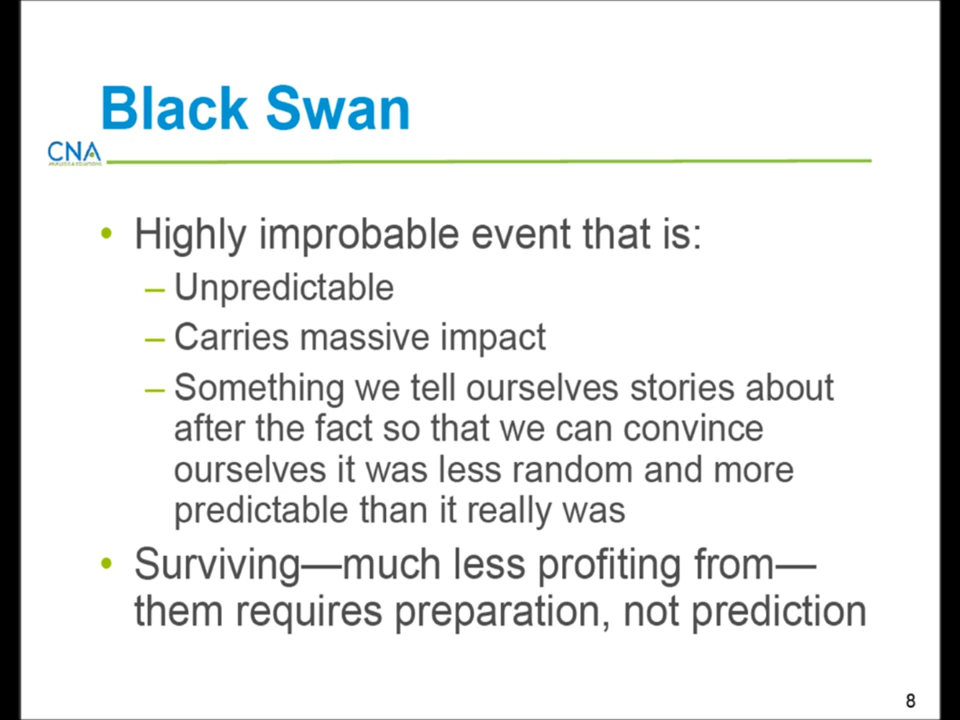 Black Swan
CNA
• Highly improbable event that is:
– Unpredictable
– Carries massive impact
– Something we tell ourselves stories about
after the fact so that we can convince
ourselves it was less random and more
predictable than it really was
• Surviving—much less profiting from—
them requires preparation, not prediction
8